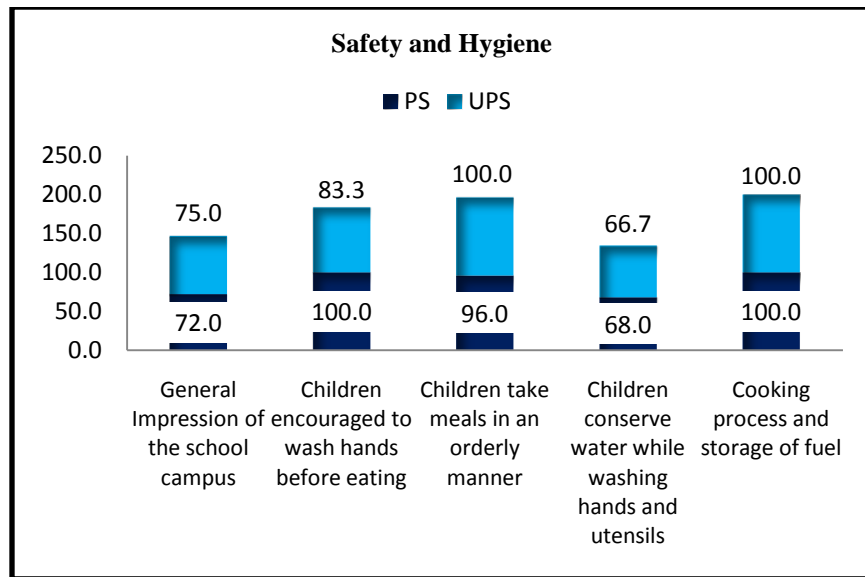 Safety and Hygiene
PS UPS
250.0
200.0
150.0
100.0
50.0
0.0
75.0
83.3
100.0
66.7
100.0
72.0
100.0
96.0
68.0
100.0
General
Impression of
the school
campus
Children
encouraged to
wash hands
before eating
Children take
meals in an
orderly
manner
Children
conserve
water while
washing
hands and
utensils
Cooking
process and
storage of fuel